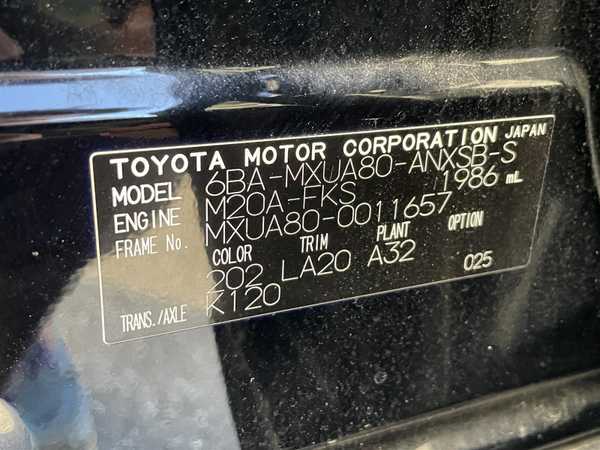 TOYOTA MOTOR CORPORATION JAPAN
MODEL 6BA-MXUA80-ANXSB-S
ENGINE M20A-FKS 1986 mL
FRAME No. MXUA80-0011657
COLOR TRIM PLANT OPTION
202 LA20 A32 025
TRANS./AXLE K120